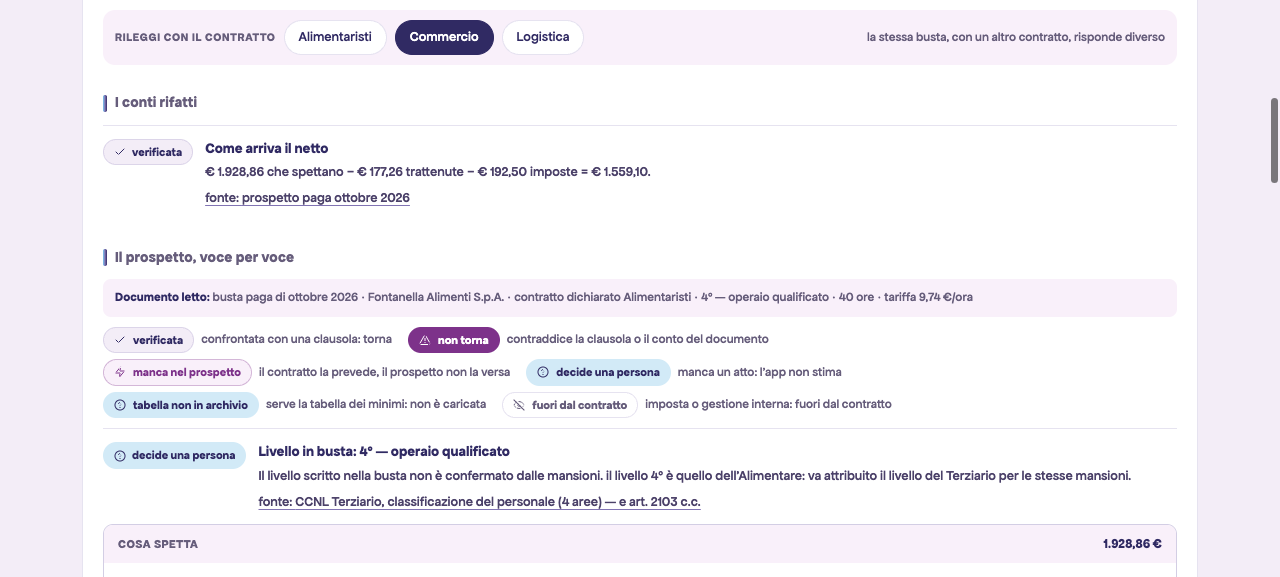 RILEGGI CON IL CONTRATTO Alimentaristi Commercio Logistica la stessa busta, con un altro contratto, risponde diverso
I conti rifatti
verificata Come arriva il netto
€ 1.928,86 che spettano − € 177,26 trattenute − € 192,50 imposte = € 1.559,10.
fonte: prospetto paga ottobre 2026
Il prospetto, voce per voce
Documento letto: busta paga di ottobre 2026 · Fontanella Alimenti S.p.A. · contratto dichiarato Alimentaristi · 4° — operaio qualificato · 40 ore · tariffa 9,74 €/ora
verificata confrontata con una clausola: torna non torna contraddice la clausola o il conto del documento
manca nel prospetto il contratto la prevede, il prospetto non la versa decide una persona manca un atto: l'app non stima
tabella non in archivio serve la tabella dei minimi: non è caricata fuori dal contratto imposta o gestione interna: fuori dal contratto
decide una persona Livello in busta: 4° — operaio qualificato
Il livello scritto nella busta non è confermato dalle mansioni. il livello 4° è quello dell'Alimentare: va attribuito il livello del Terziario per le stesse mansioni.
fonte: CCNL Terziario, classificazione del personale (4 aree) — e art. 2103 c.c.
COSA SPETTA 1.928,86 €